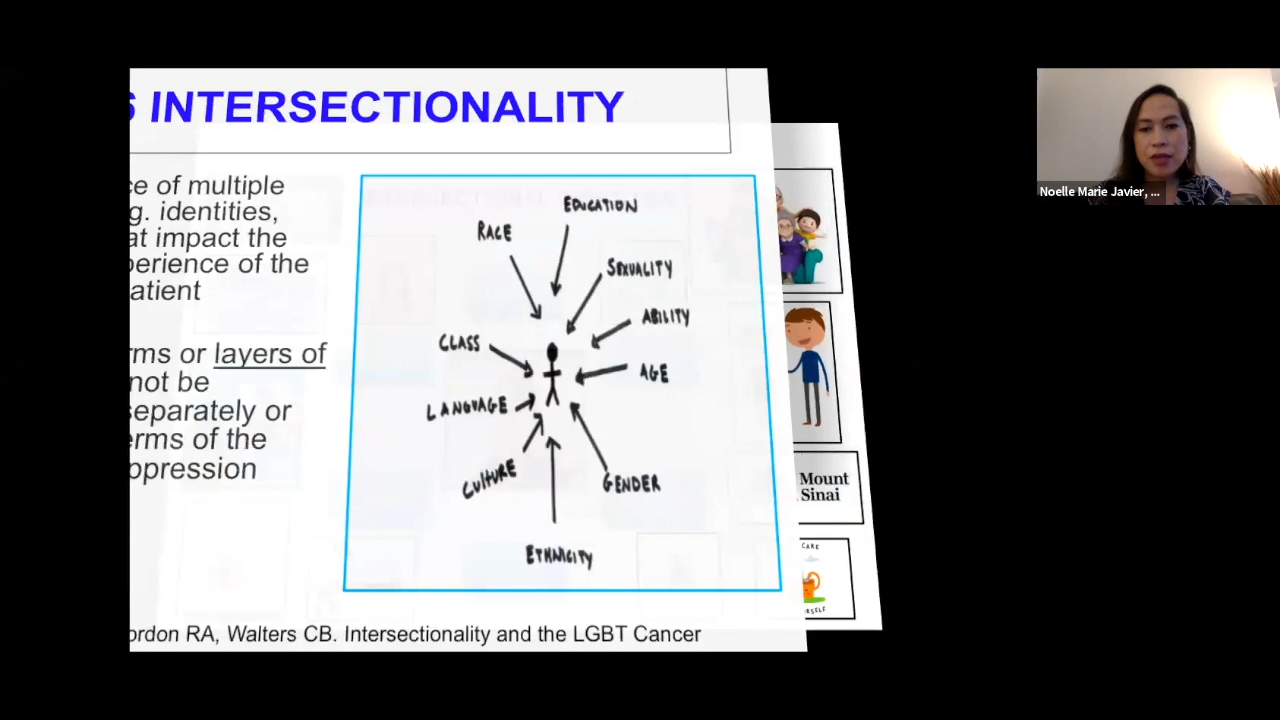 INTERSECTIONALITY
ce of multiple
g. identities,
at impact the
perience of the
atient
rms or layers of
not be
separately or
erms of the
ppression
EDUCATION
RACE
SEXUALITY
ABILITY
CLASS
AGE
LANGUAGE
CULTURE
GENDER
ETHNICITY
ordon RA, Walters CB. Intersectionality and the LGBT Cancer
Mount
Sinai
CARE
Noelle Marie Javier, ...